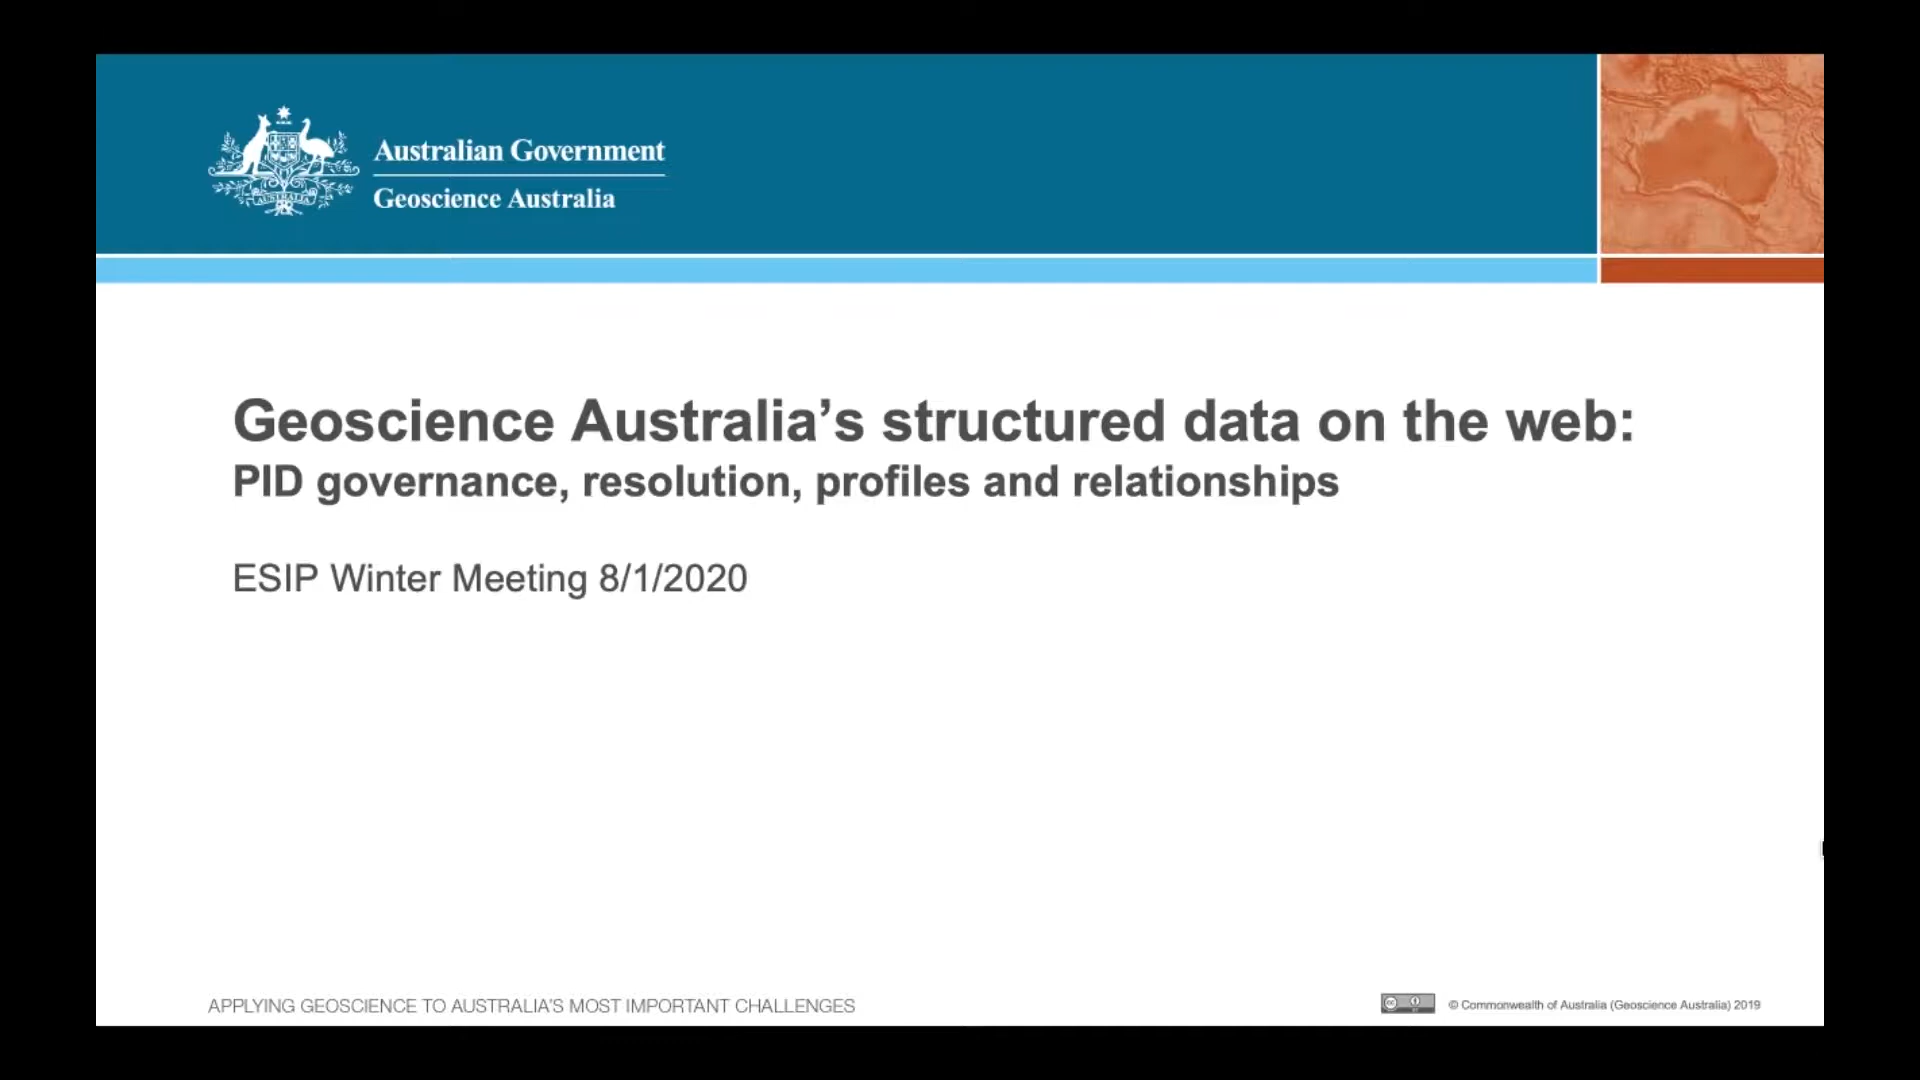 Australian Government
Geoscience Australia
AUSTRALIA
Geoscience Australia’s structured data on the web:
PID governance, resolution, profiles and relationships
ESIP Winter Meeting 8/1/2020
APPLYING GEOSCIENCE TO AUSTRALIA'S MOST IMPORTANT CHALLENGES
© Commonwealth of Australia (Geoscience Australia) 2019